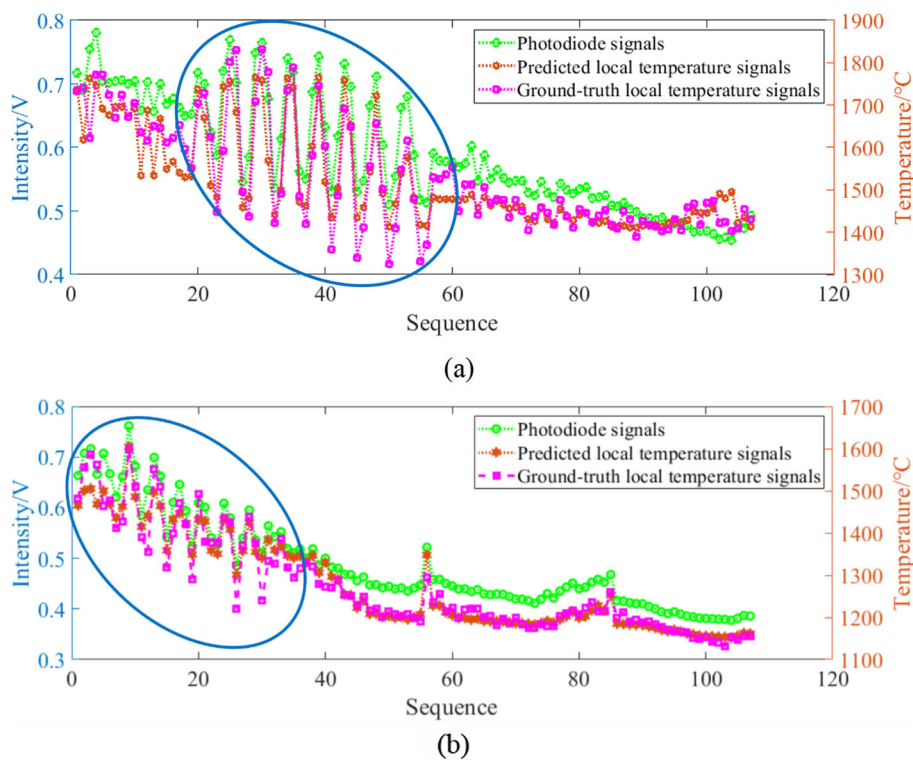 0.8
0.7
0.6
0.5
0.4
Intensity/V
1900
1800
1700
1600
1500
1400
1300
Temperature/°C
Photodiode signals
Predicted local temperature signals
Ground-truth local temperature signals
0 20 40 60 80 100 120
Sequence
(a)
0.8
0.7
0.6
0.5
0.4
0.3
Intensity/V
1700
1600
1500
1400
1300
1200
1100
Temperature/°C
Photodiode signals
Predicted local temperature signals
Ground-truth local temperature signals
0 20 40 60 80 100 120
Sequence
(b)